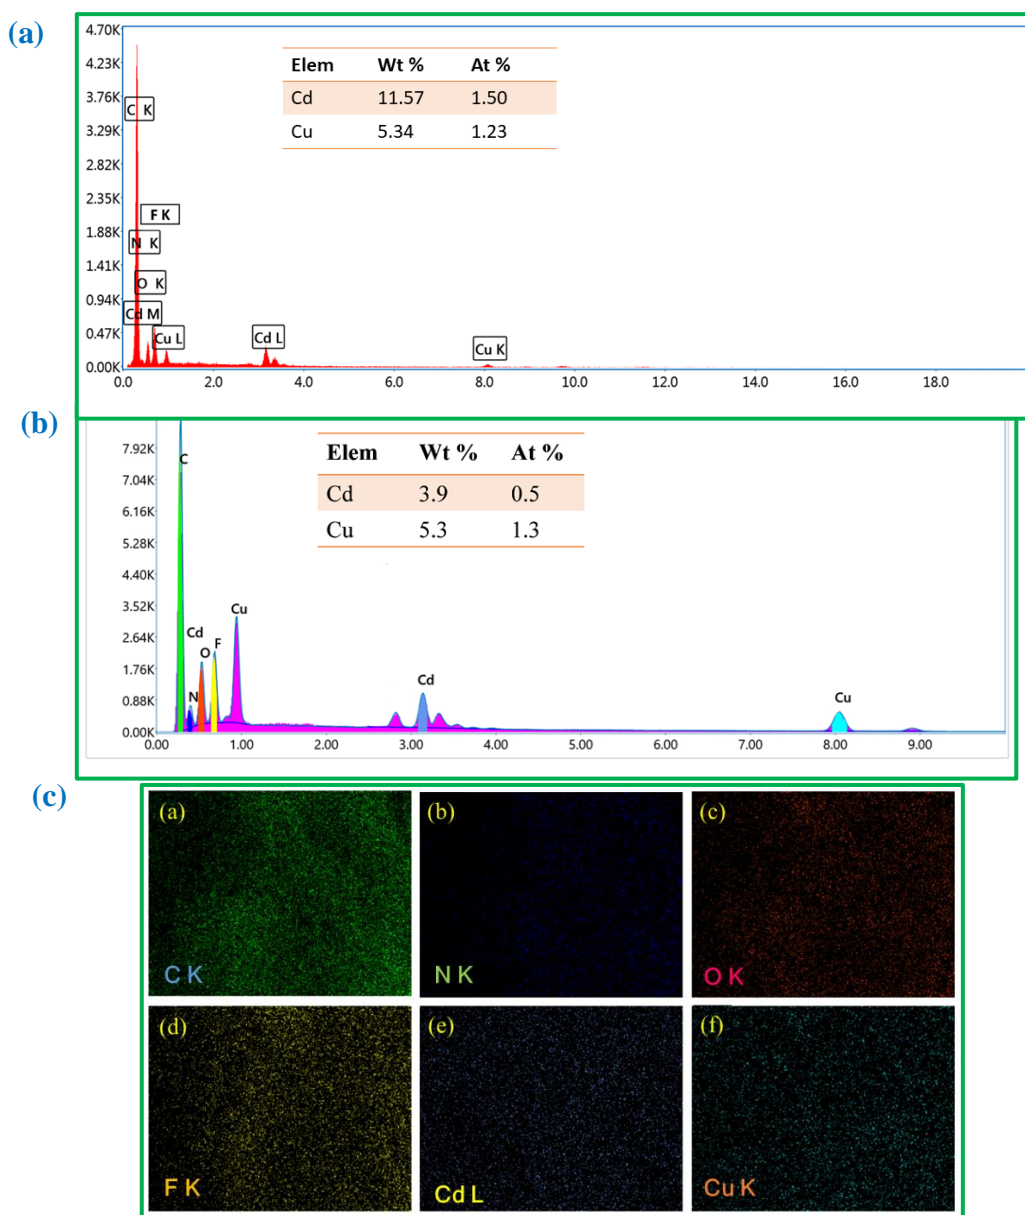 (a)
4.70K
4.23K
3.76K
3.29K
2.82K
2.35K
1.88K
1.41K
0.94K
0.47K
0.00K
Elem Wt % At %
Cd 11.57 1.50
Cu 5.34 1.23
C K
F K
N K
O K
Cd M
Cu L
Cd L
Cu K
0.0 2.0 4.0 6.0 8.0 10.0 12.0 14.0 16.0 18.0
(b)
7.92K
7.04K
6.16K
5.28K
4.40K
3.52K
2.64K
1.76K
0.88K
0.00K
Elem Wt % At %
Cd 3.9 0.5
Cu 5.3 1.3
C
Cd
N
O
F
Cu
Cd
Cu
0.00 1.00 2.00 3.00 4.00 5.00 6.00 7.00 8.00 9.00
(c)
(a) (b) (c)
C K N K O K
(d) (e) (f)
F K Cd L Cu K